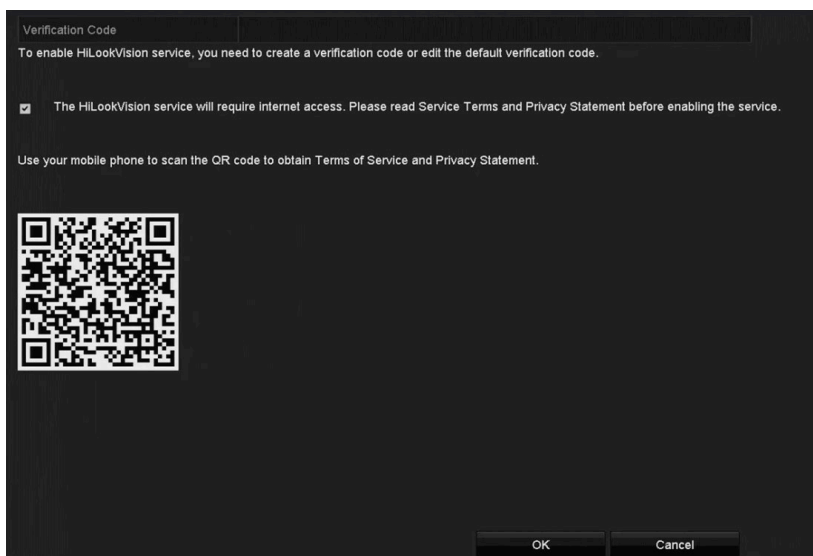 Verification Code
To enable HiLookVision service, you need to create a verification code or edit the default verification code.
The HiLookVision service will require internet access. Please read Service Terms and Privacy Statement before enabling the service.
Use your mobile phone to scan the QR code to obtain Terms of Service and Privacy Statement.
OK Cancel